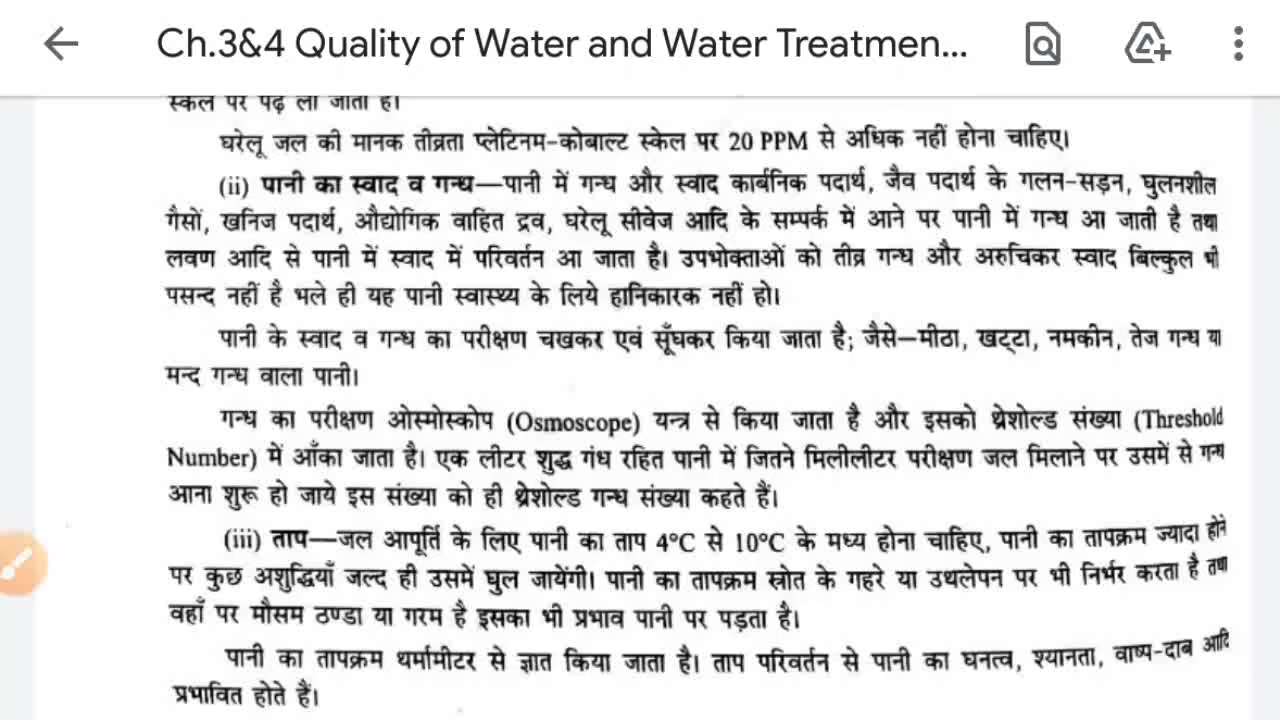 Ch.3&4 Quality of Water and Water Treatmen...
स्केल पर पढ़ ली जाता है।
घरेलू जल की मानक तीव्रता प्लेटिनम-कोबाल्ट स्केल पर 20 PPM से अधिक नहीं होना चाहिए।
(ii) पानी का स्वाद व गन्ध—पानी में गन्ध और स्वाद कार्बनिक पदार्थ, जैव पदार्थ के गलन-सड़न, घुलनशील
गैसों, खनिज पदार्थ, औद्योगिक वाहित द्रव, घरेलू सीवेज आदि के सम्पर्क में आने पर पानी में गन्ध आ जाती है तथा
लवण आदि से पानी में स्वाद में परिवर्तन आ जाता है। उपभोक्ताओं को तीव्र गन्ध और अरुचिकर स्वाद बिल्कुल भी
पसन्द नहीं है भले ही यह पानी स्वास्थ्य के लिये हानिकारक नहीं हो।
पानी के स्वाद व गन्ध का परीक्षण चखकर एवं सूँघकर किया जाता है; जैसे—मीठा, खट्टा, नमकीन, तेज गन्ध या
मन्द गन्ध वाला पानी।
गन्ध का परीक्षण ओस्मोस्कोप (Osmoscope) यन्त्र से किया जाता है और इसको थ्रेशोल्ड संख्या (Threshold
Number) में आँका जाता है। एक लीटर शुद्ध गंध रहित पानी में जितने मिलीलीटर परीक्षण जल मिलाने पर उसमें से गन्ध
आना शुरू हो जाये इस संख्या को ही थ्रेशोल्ड गन्ध संख्या कहते हैं।
(iii) ताप—जल आपूर्ति के लिए पानी का ताप 4°C से 10°C के मध्य होना चाहिए, पानी का तापक्रम ज्यादा होने
पर कुछ अशुद्धियाँ जल्द ही उसमें घुल जायेंगी। पानी का तापक्रम स्रोत के गहरे या उथलेपन पर भी निर्भर करता है तथा
वहाँ पर मौसम ठण्डा या गरम है इसका भी प्रभाव पानी पर पड़ता है।
पानी का तापक्रम थर्मामीटर से ज्ञात किया जाता है। ताप परिवर्तन से पानी का घनत्व, श्यानता, वाष्प-दाब आदि
प्रभावित होते हैं।